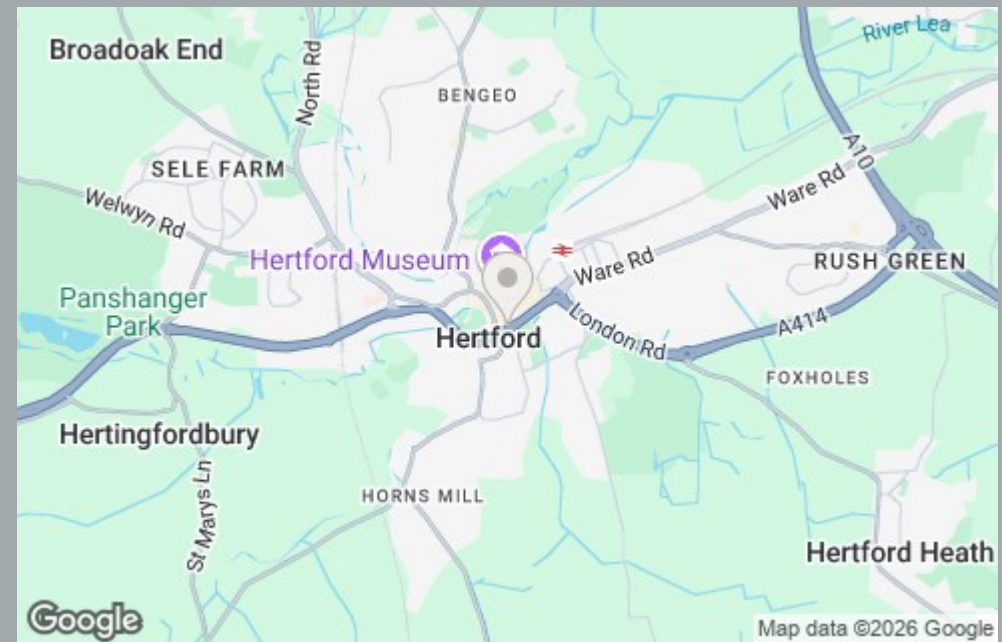 Broadoak End
North Rd
BENGEO
River Lea
A10
SELE FARM
Ware Rd
Welwyn Rd
Hertford Museum
Ware Rd
RUSH GREEN
Panshanger
Park
London Rd
A414
Hertford
FOXHOLES
Hertingfordbury
St Marys Ln
HORNS MILL
Hertford Heath
Google
Map data ©2026 Google